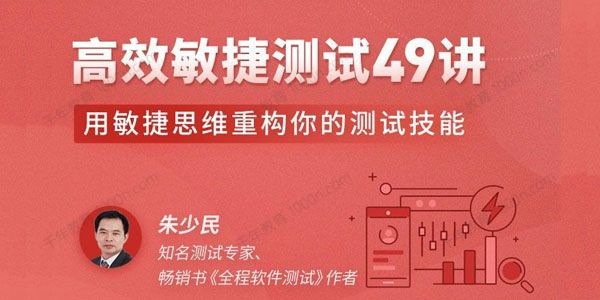 高效敏捷测试49讲
用敏捷思维重构你的测试技能
朱少民
知名测试专家、
畅销书《全程软件测试》作者